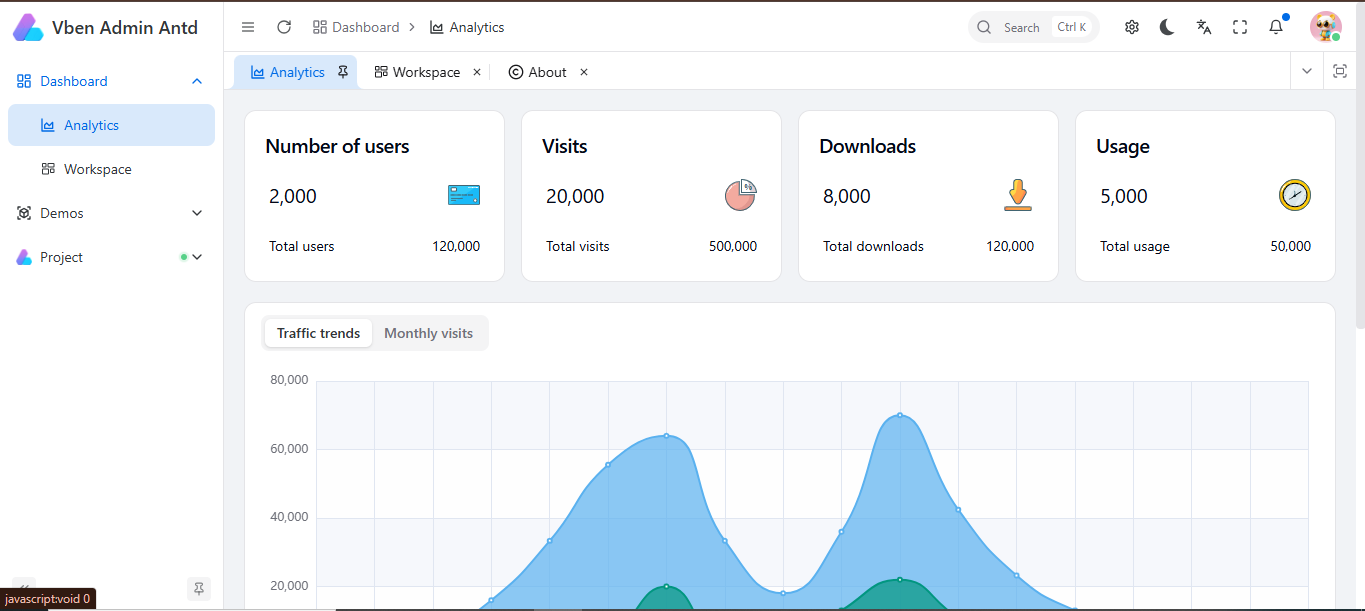 Vben Admin Antd
Dashboard
Analytics
Workspace
Demos
Project
Dashboard > Analytics
Search Ctrl K
Analytics Workspace × About ×
Number of users
2,000
Total users 120,000
Visits
20,000
%
Total visits 500,000
Downloads
8,000
Total downloads 120,000
Usage
5,000
Total usage 50,000
Traffic trends Monthly visits
80,000
60,000
40,000
20,000
javascript:void 0